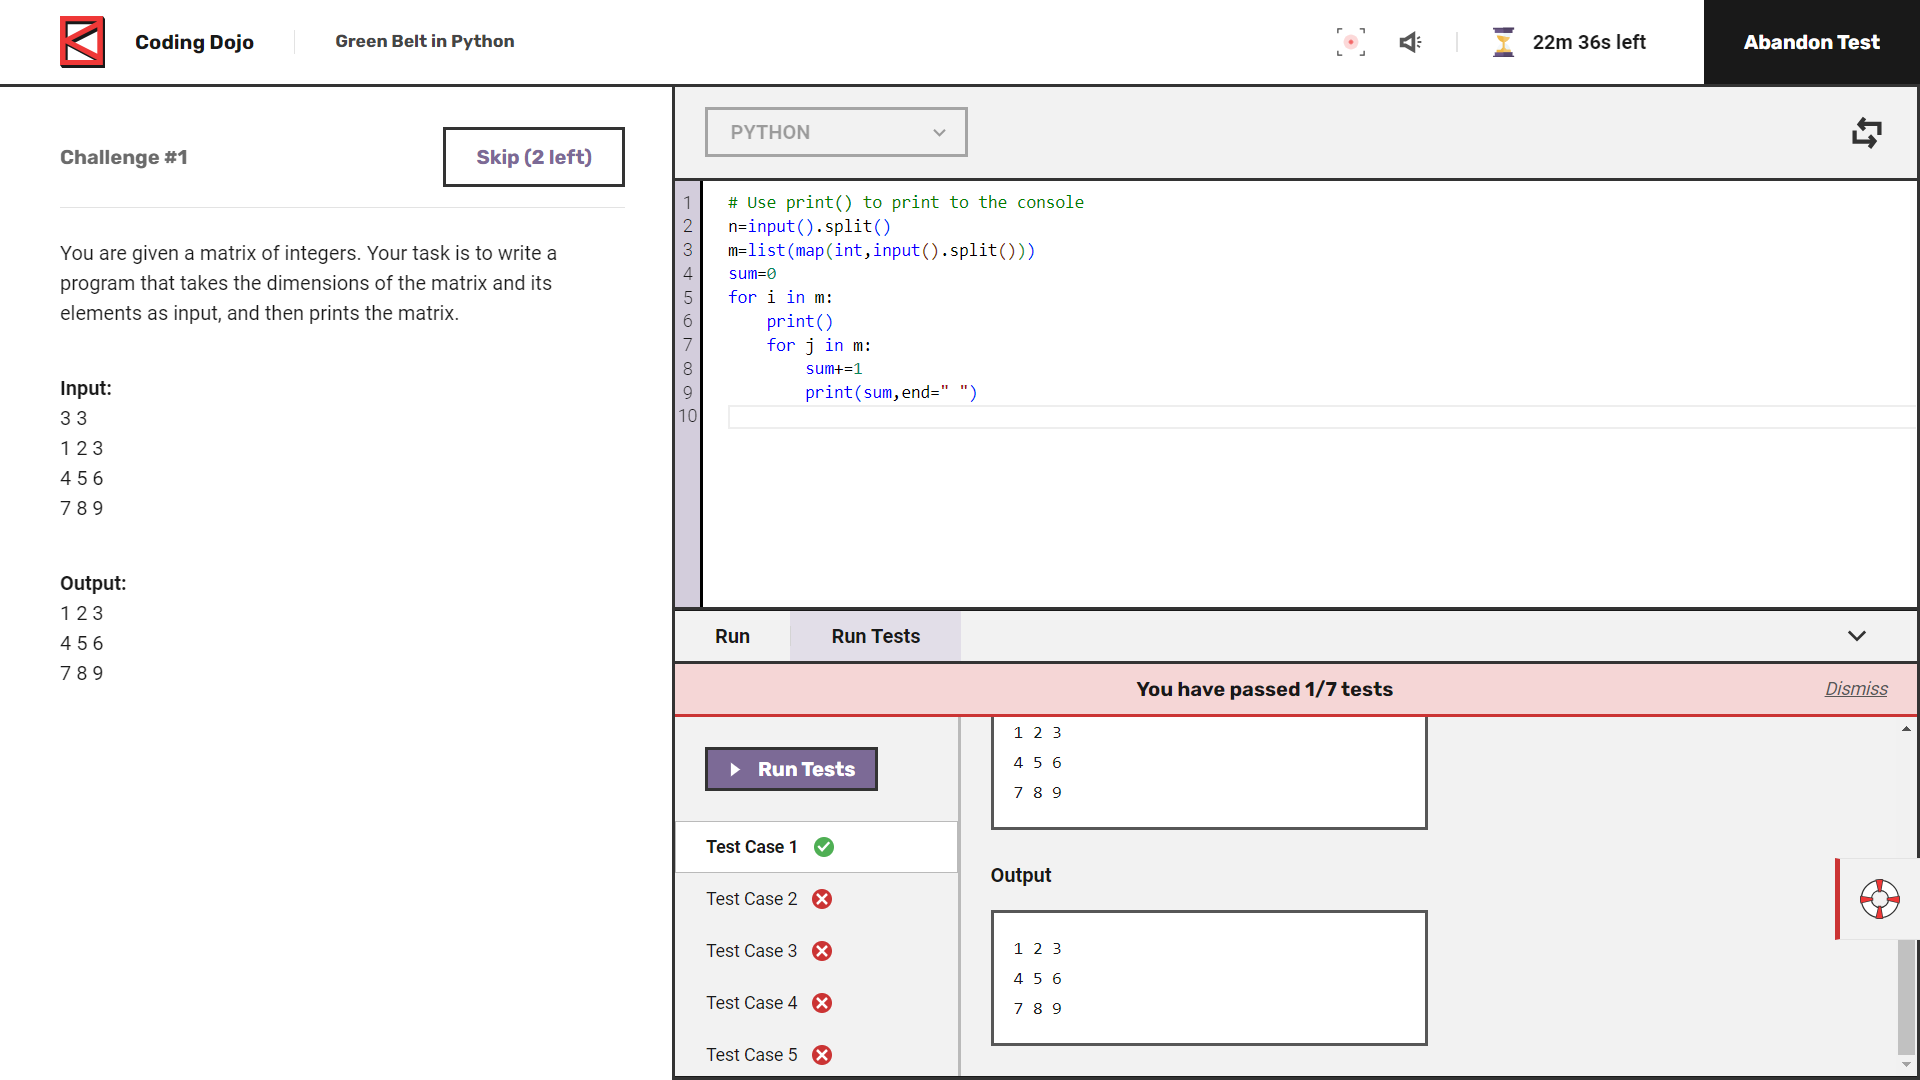 Coding Dojo
Green Belt in Python
22m 36s left
Abandon Test
Challenge #1
Skip (2 left)
You are given a matrix of integers. Your task is to write a
program that takes the dimensions of the matrix and its
elements as input, and then prints the matrix.
Input:
3 3
1 2 3
4 5 6
7 8 9
Output:
1 2 3
4 5 6
7 8 9
PYTHON
1 # Use print() to print to the console
2 n=input().split()
3 m=list(map(int,input().split()))
4 sum=0
5 for i in m:
6     print()
7     for j in m:
8         sum+=1
9         print(sum,end=" ")
10
Run
Run Tests
You have passed 1/7 tests
Dismiss
Run Tests
Test Case 1
Test Case 2
Test Case 3
Test Case 4
Test Case 5
1 2 3
4 5 6
7 8 9
Output
1 2 3
4 5 6
7 8 9